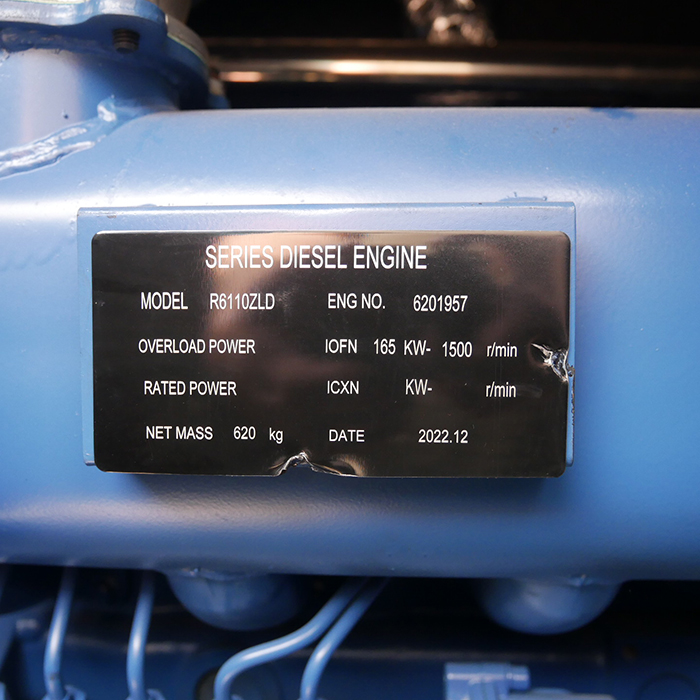 SERIES DIESEL ENGINE
MODEL R6110ZLD ENG NO. 6201957
OVERLOAD POWER IOFN 165 KW- 1500 r/min
RATED POWER ICXN KW- r/min
NET MASS 620 kg DATE 2022.12